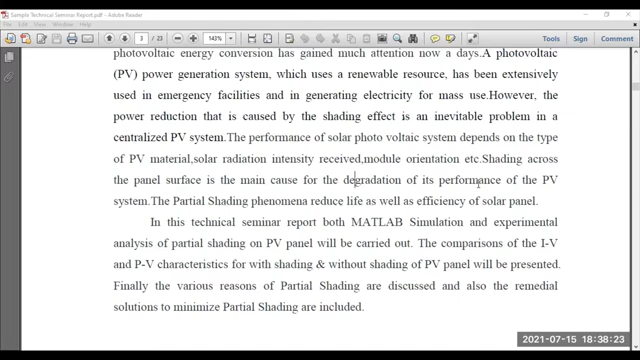 Sample Technical Seminar Report.pdf - Adobe Reader
File Edit View Window Help
3 / 23 143% Tools Sign Comment
photovoltaic energy conversion has gained much attention now a days. A photovoltaic
(PV) power generation system, which uses a renewable resource, has been extensively
used in emergency facilities and in generating electricity for mass use.However, the
power reduction that is caused by the shading effect is an inevitable problem in a
centralized PV system.The performance of solar photo voltaic system depends on the type
of PV material,solar radiation intensity received,module orientation etc.Shading across
the panel surface is the main cause for the degradation of its performance of the PV
system.The Partial Shading phenomena reduce life as well as efficiency of solar panel.
In this technical seminar report both MATLAB Simulation and experimental
analysis of partial shading on PV panel will be carried out. The comparisons of the I-V
and P-V characteristics for with shading & without shading of PV panel will be presented.
Finally the various reasons of Partial Shading are discussed and also the remedial
solutions to minimize Partial Shading are included.
2021-07-15 18:38:23